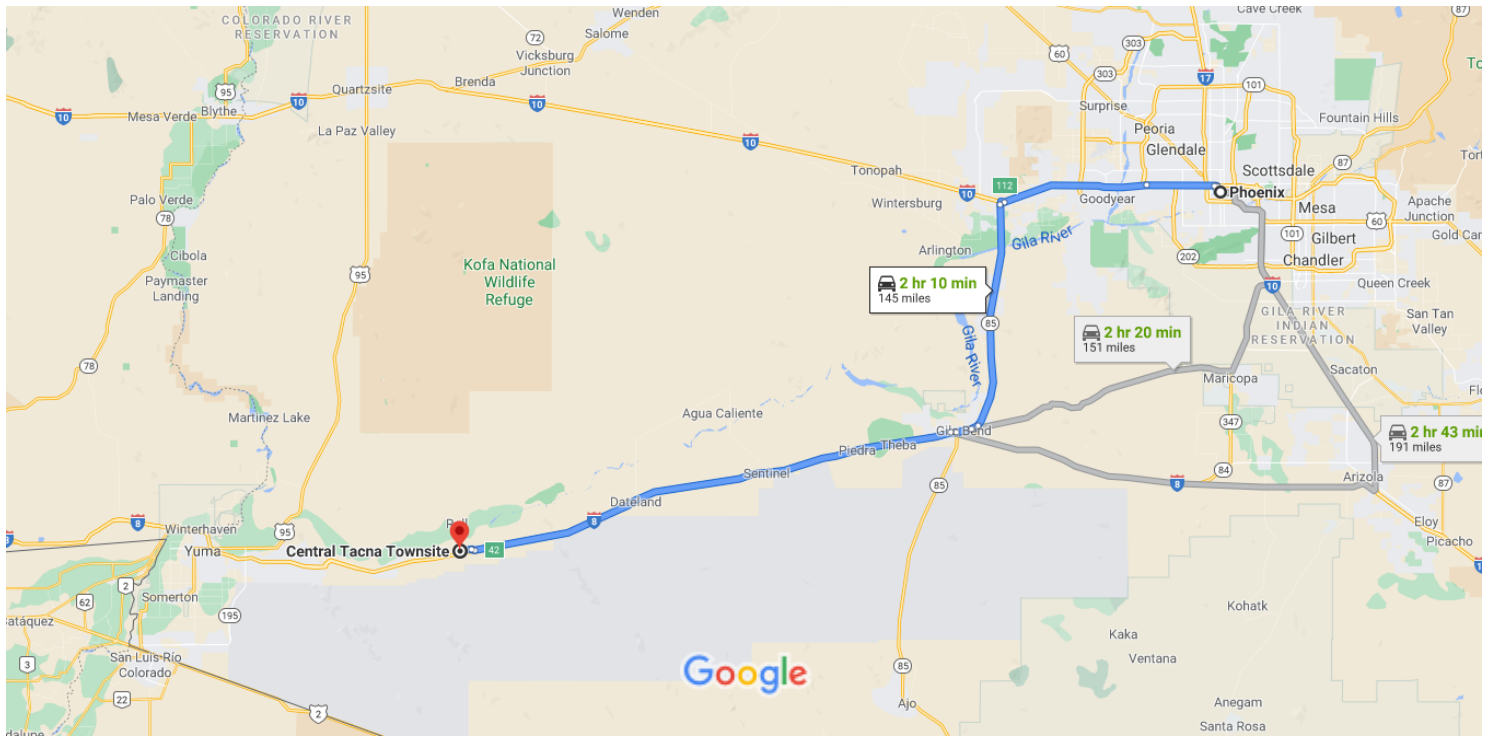 COLORADO RIVER
RESERVATION
Wenden
Salome
Cave Creek
87
72
Vicksburg
Junction
60
303
17
Brenda
303
101
95
Quartzsite
10
Surprise
Blythe
10
Mesa Verde
10
La Paz Valley
Peoria
Fountain Hills
10
Glendale
87
Tonopah
Scottsdale
112
Phoenix
Palo Verde
10
Wintersburg
Goodyear
Mesa
Apache
Junction
78
60
101
Gila River
Gilbert
Arlington
Cibola
202
Chandler
Kofa National
Wildlife
Refuge
95
Paymaster
Landing
2 hr 10 min
145 miles
10
Queen Creek
GILA RIVER
INDIAN
RESERVATION
San Tan
Valley
85
2 hr 20 min
151 miles
Gila River
78
Maricopa
Sacaton
Agua Caliente
Martinez Lake
347
Gila Bend
2 hr 43 min
191 miles
Theba
Piedra
Sentinel
84
Arizola
8
85
87
Dateland
8
8
Winterhaven
95
Eloy
Yuma
Central Tacna Townsite
42
Picacho
2
62
Somerton
195
Kohatk
Kaka
3
San Luis Río
Colorado
Ventana
85
Google
22
2
Ajo
Anegam
Santa Rosa